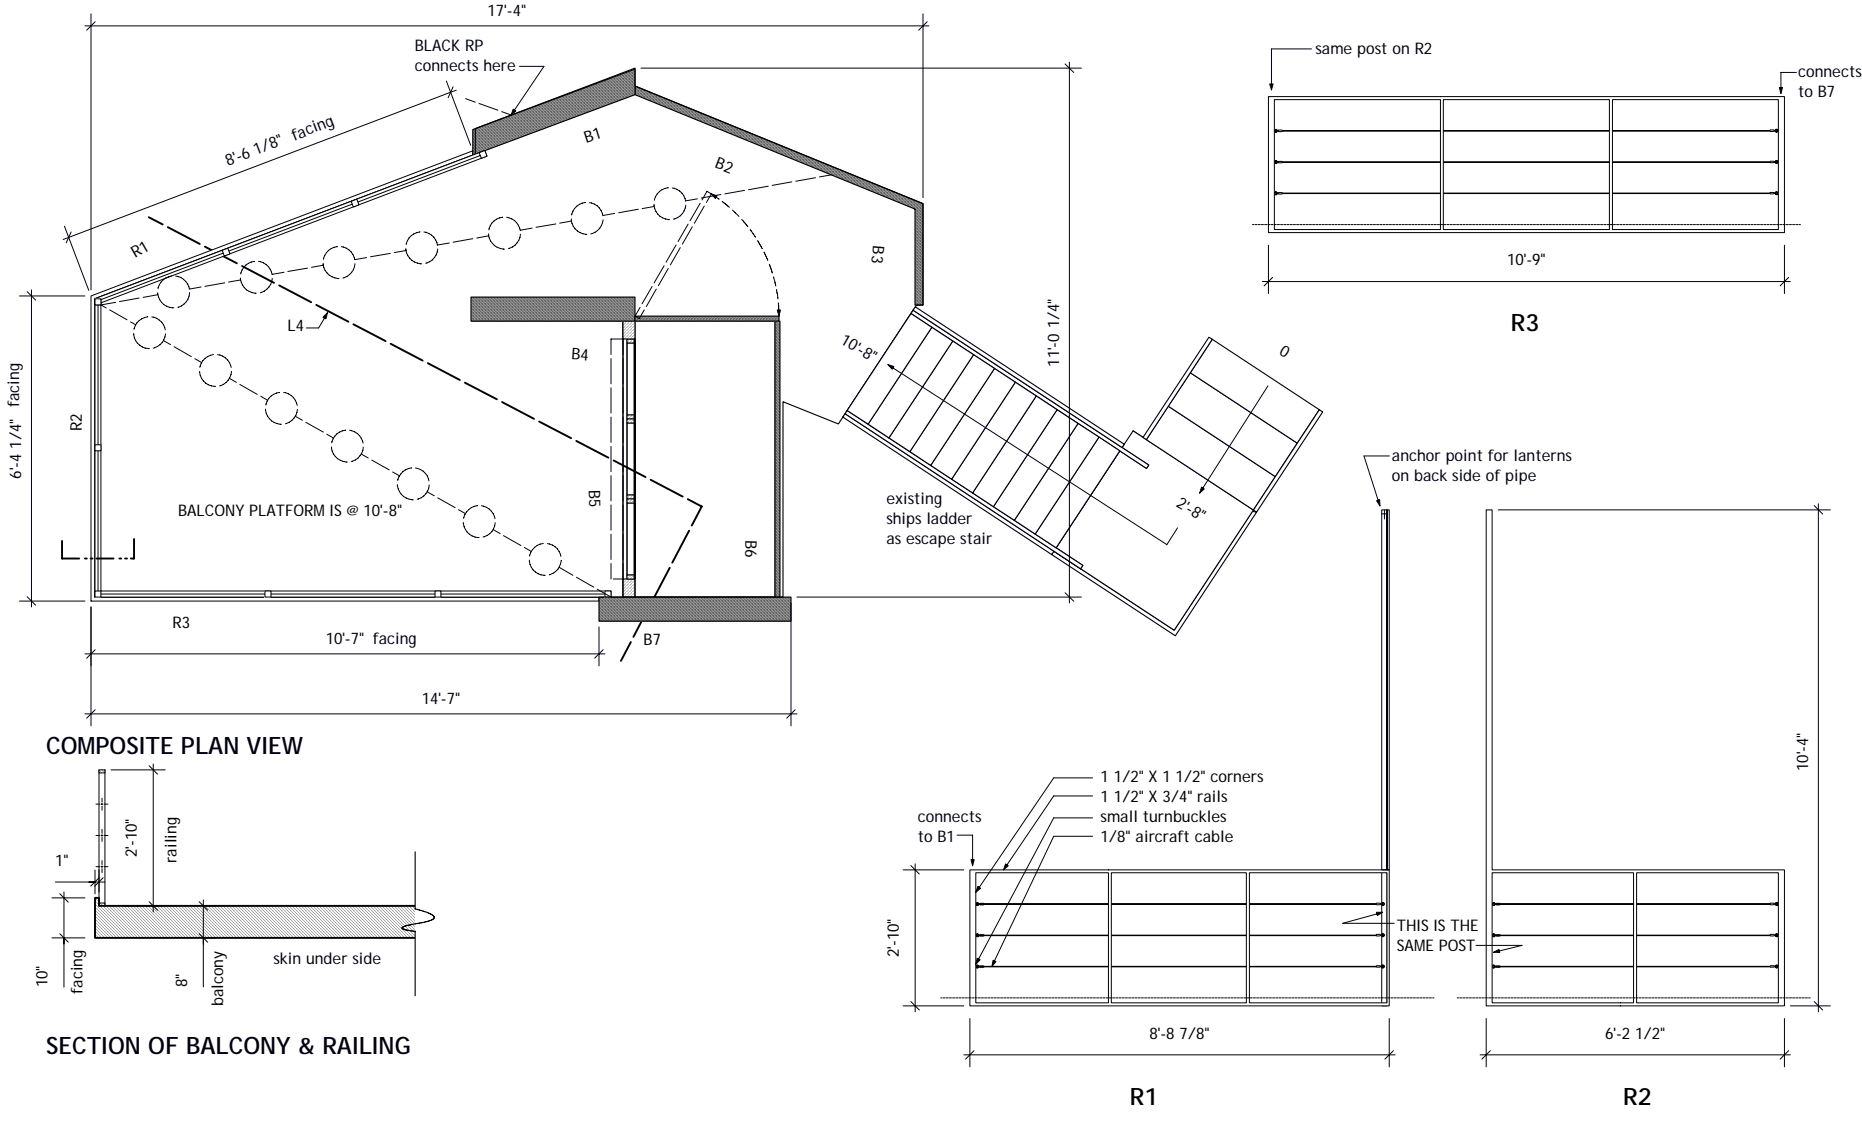 17'-4"
BLACK RP
connects here
8'-6 1/8" facing
B1
B2
R1
B3
L4
B4
10'-8"
11'-0 1/4"
O
6'-4 1/4" facing
R2
BALCONY PLATFORM IS @ 10'-8"
B5
B6
existing
ships ladder
as escape stair
2'-8"
R3
10'-7" facing
B7
14'-7"
COMPOSITE PLAN VIEW
same post on R2
connects
to B7
10'-9"
R3
anchor point for lanterns
on back side of pipe
1"
2'-10"
railing
10"
facing
8"
balcony
skin under side
SECTION OF BALCONY & RAILING
1 1/2" X 1 1/2" corners
1 1/2" X 3/4" rails
small turnbuckles
1/8" aircraft cable
connects
to B1
2'-10"
THIS IS THE
SAME POST
10'-4"
8'-8 7/8"
6'-2 1/2"
R1
R2